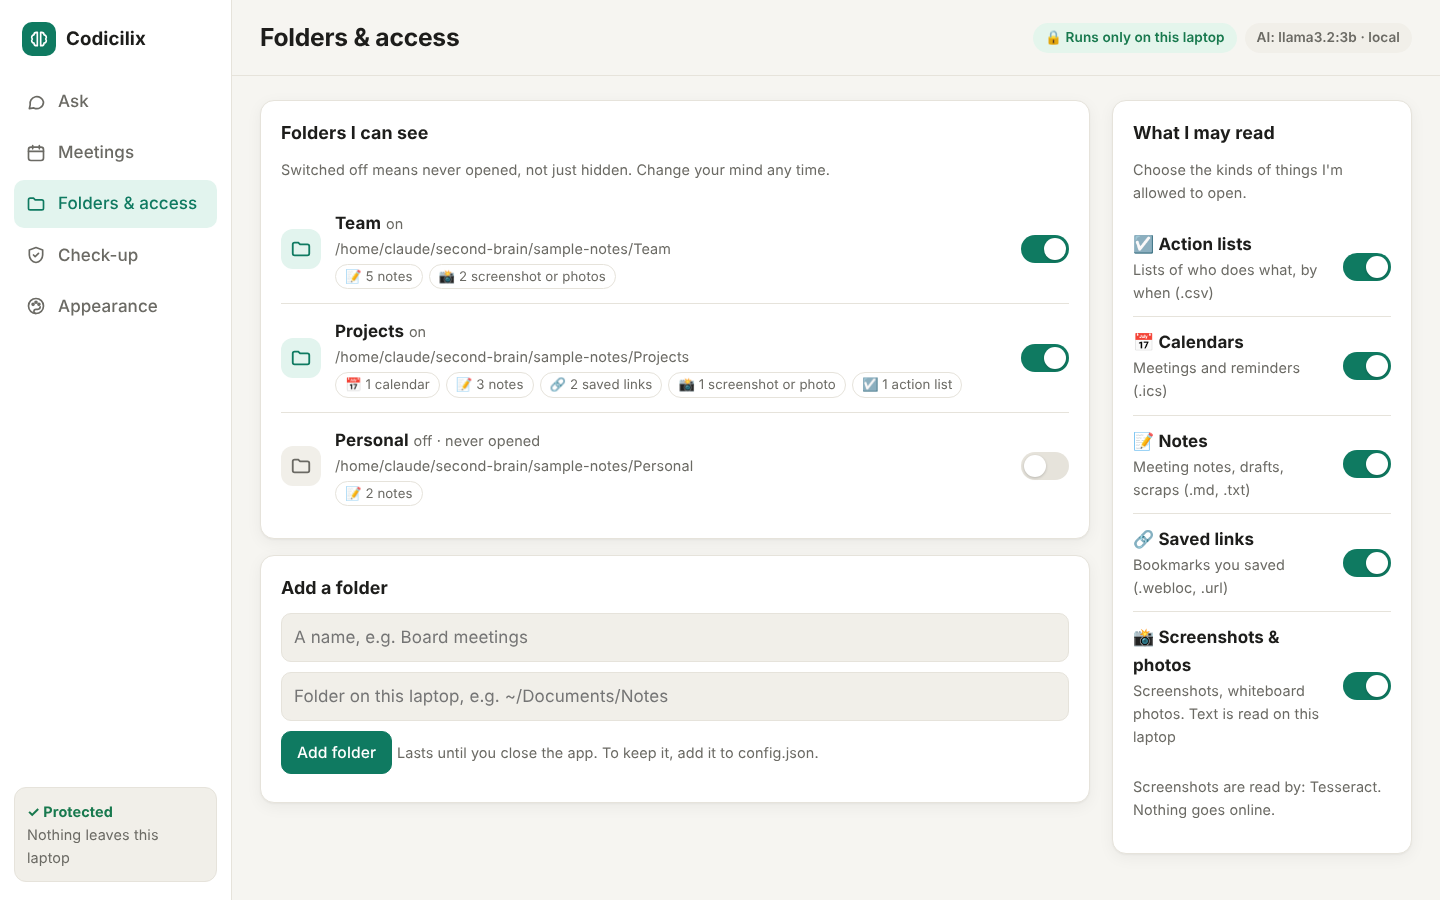 Codicilix
Ask
Meetings
Folders & access
Check-up
Appearance
✓ Protected
Nothing leaves this
laptop
Folders & access
🔒 Runs only on this laptop
AI: llama3.2:3b · local
Folders I can see
Switched off means never opened, not just hidden. Change your mind any time.
Team on
/home/claude/second-brain/sample-notes/Team
📝 5 notes
📸 2 screenshot or photos
Projects on
/home/claude/second-brain/sample-notes/Projects
📅 1 calendar
📝 3 notes
🔗 2 saved links
📸 1 screenshot or photo
☑️ 1 action list
Personal off · never opened
/home/claude/second-brain/sample-notes/Personal
📝 2 notes
Add a folder
A name, e.g. Board meetings
Folder on this laptop, e.g. ~/Documents/Notes
Add folder
Lasts until you close the app. To keep it, add it to config.json.
What I may read
Choose the kinds of things I'm
allowed to open.
☑️ Action lists
Lists of who does what, by
when (.csv)
📅 Calendars
Meetings and reminders
(.ics)
📝 Notes
Meeting notes, drafts,
scraps (.md, .txt)
🔗 Saved links
Bookmarks you saved
(.webloc, .url)
📸 Screenshots &
photos
Screenshots, whiteboard
photos. Text is read on this
laptop
Screenshots are read by: Tesseract.
Nothing goes online.